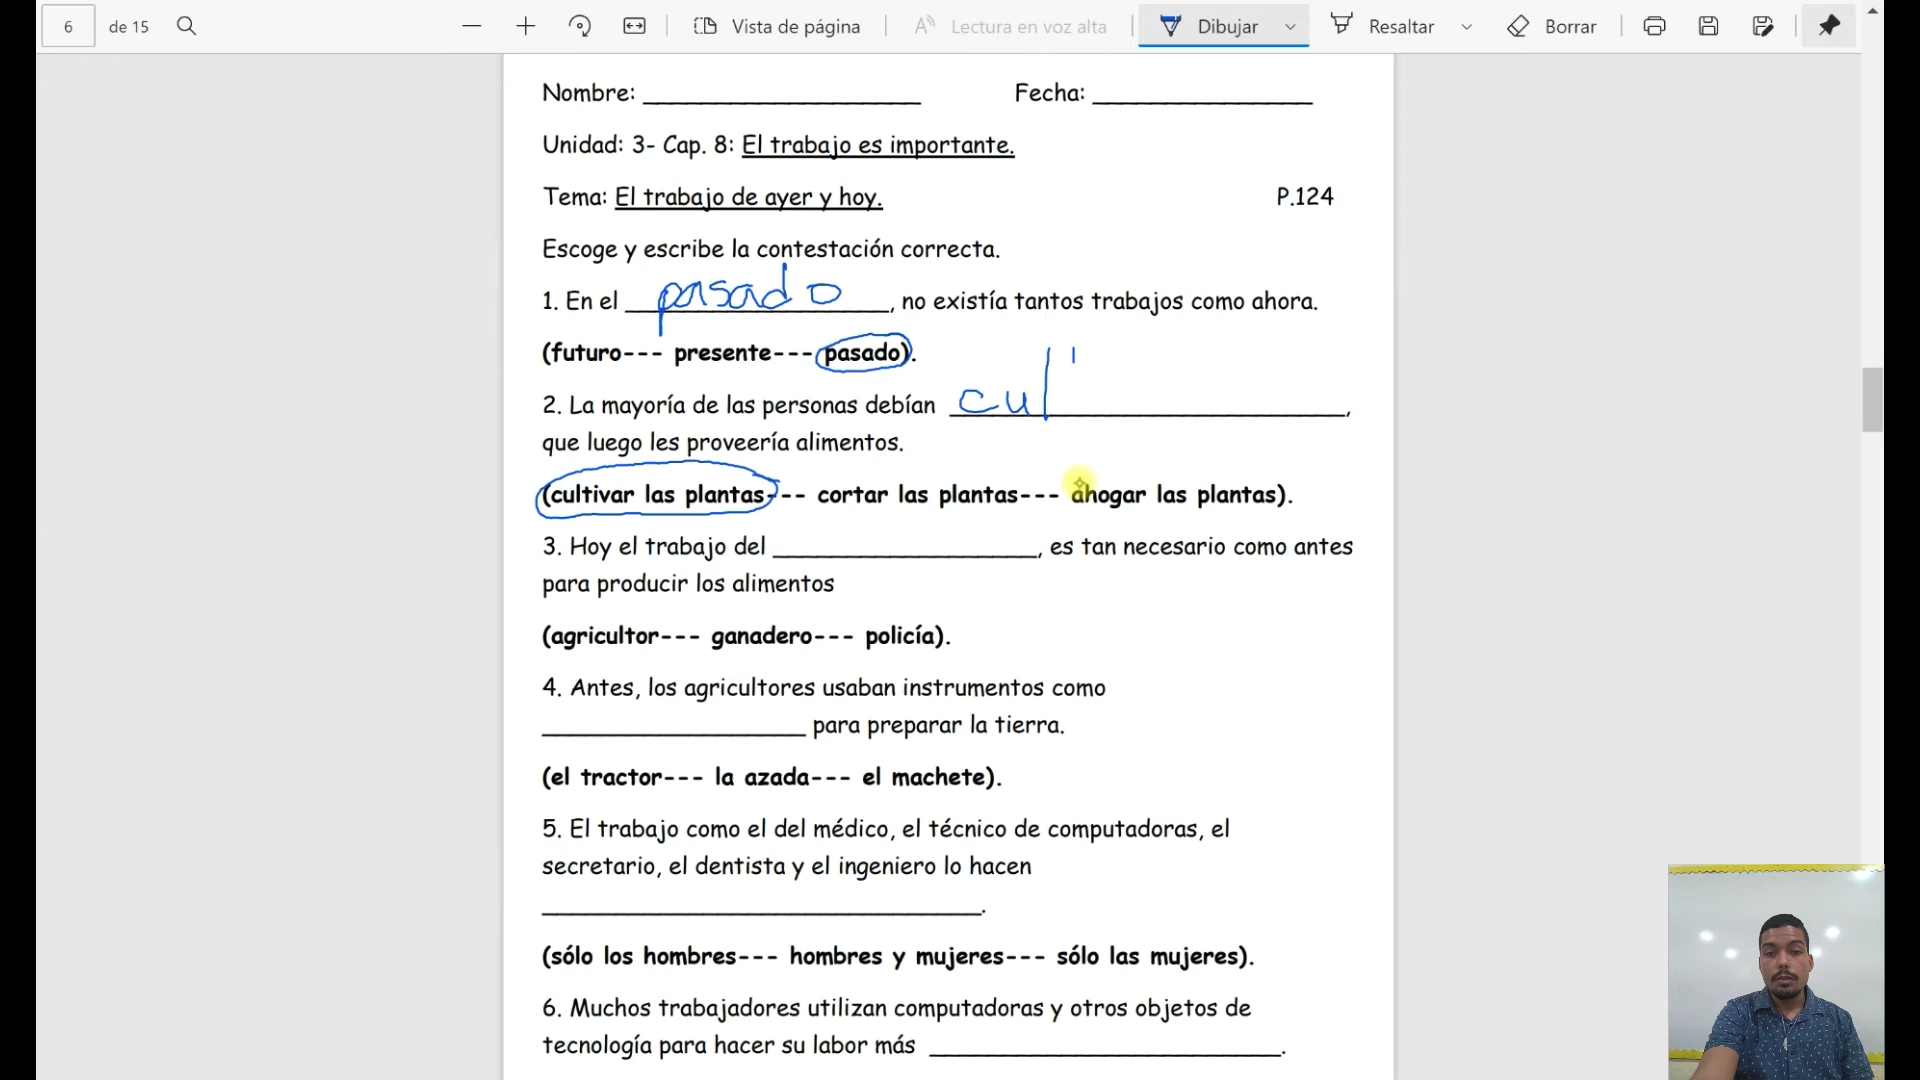 6 de 15 Vista de página Lectura en voz alta Dibujar Resaltar Borrar
Nombre: ____________________ Fecha: ________________
Unidad: 3- Cap. 8: El trabajo es importante.
Tema: El trabajo de ayer y hoy. P.124
Escoge y escribe la contestación correcta.
1. En el pasado, no existía tantos trabajos como ahora.
(futuro--- presente--- pasado).
2. La mayoría de las personas debían cul,
que luego les proveería alimentos.
(cultivar las plantas--- cortar las plantas--- ahogar las plantas).
3. Hoy el trabajo del ___________________, es tan necesario como antes
para producir los alimentos
(agricultor--- ganadero--- policía).
4. Antes, los agricultores usaban instrumentos como
___________________ para preparar la tierra.
(el tractor--- la azada--- el machete).
5. El trabajo como el del médico, el técnico de computadoras, el
secretario, el dentista y el ingeniero lo hacen
________________________________.
(sólo los hombres--- hombres y mujeres--- sólo las mujeres).
6. Muchos trabajadores utilizan computadoras y otros objetos de
tecnología para hacer su labor más _________________________.